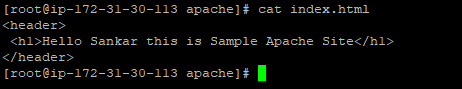 [root@ip-172-31-30-113 apache]# cat index.html
<header>
 <h1>Hello Sankar this is Sample Apache Site</h1>
</header>
[root@ip-172-31-30-113 apache]#